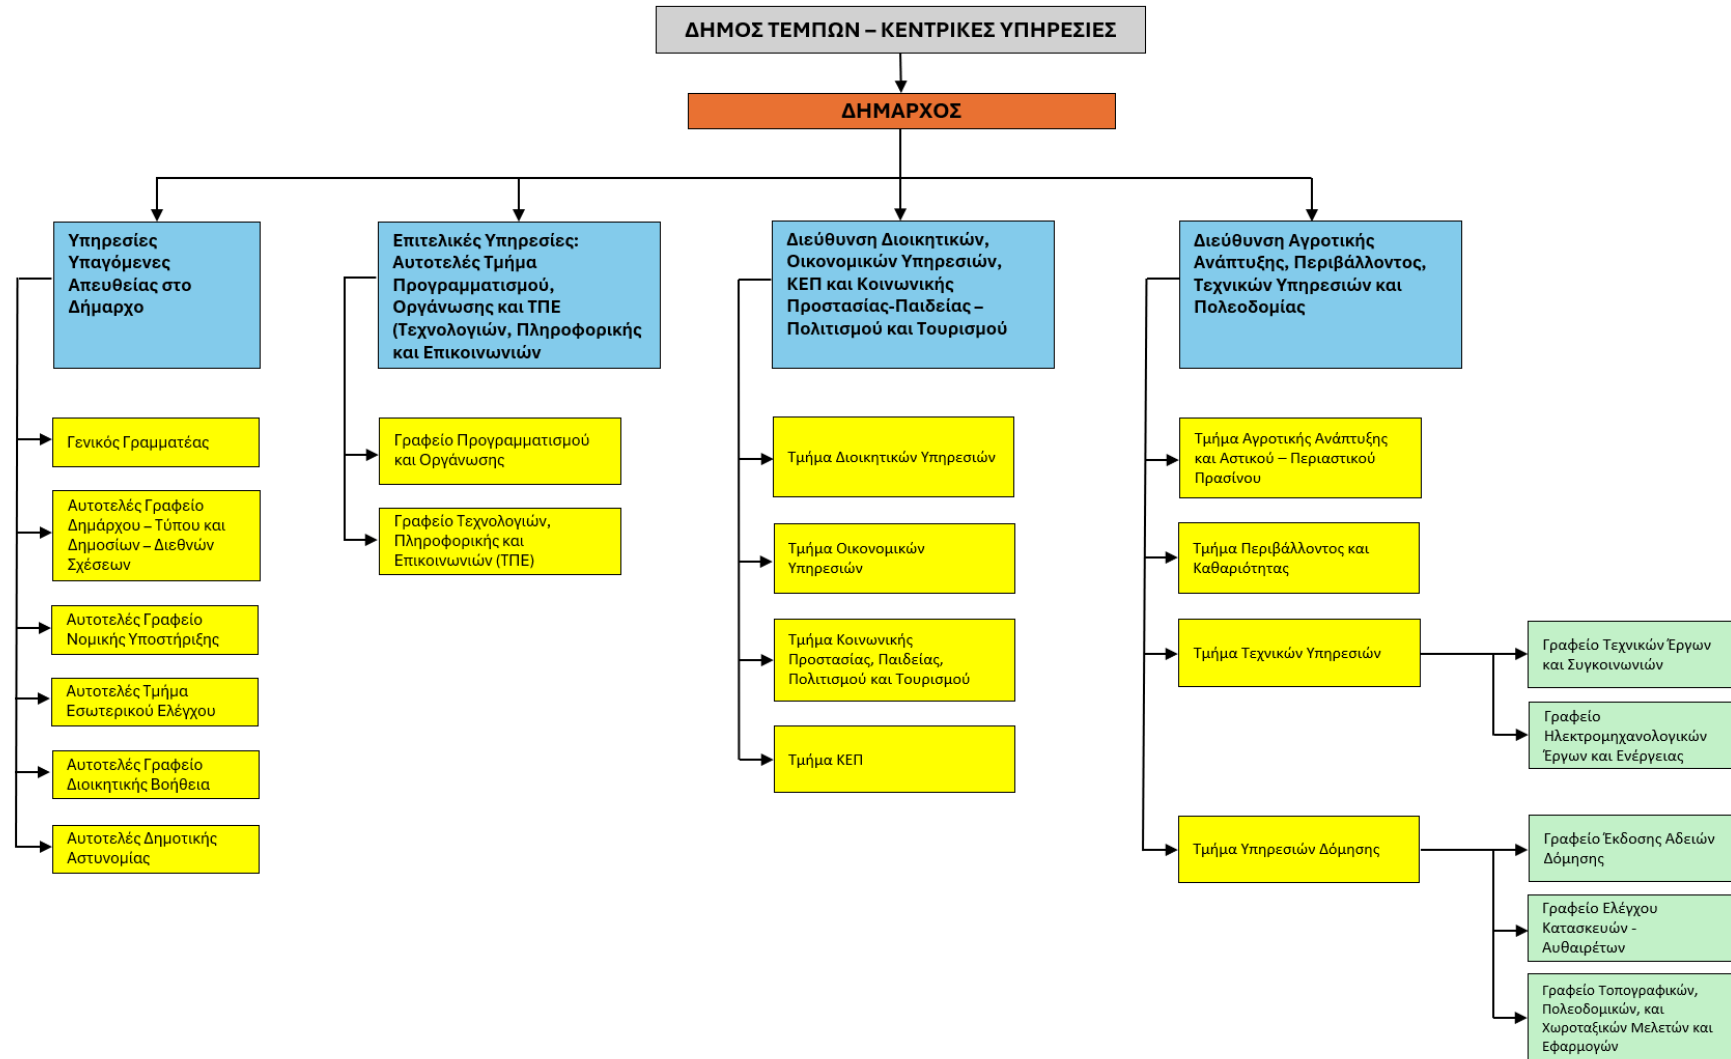 ΔΗΜΟΣ ΤΕΜΠΩΝ – ΚΕΝΤΡΙΚΕΣ ΥΠΗΡΕΣΙΕΣ
ΔΗΜΑΡΧΟΣ
Υπηρεσίες
Υπαγόμενες
Απευθείας στο
Δήμαρχο
Επιτελικές Υπηρεσίες:
Αυτοτελές Τμήμα
Προγραμματισμού,
Οργάνωσης και ΤΠΕ
(Τεχνολογιών, Πληροφορικής
και Επικοινωνιών
Διεύθυνση Διοικητικών,
Οικονομικών Υπηρεσιών,
ΚΕΠ και Κοινωνικής
Προστασίας-Παιδείας –
Πολιτισμού και Τουρισμού
Διεύθυνση Αγροτικής
Ανάπτυξης, Περιβάλλοντος,
Τεχνικών Υπηρεσιών και
Πολεοδομίας
Γενικός Γραμματέας
Αυτοτελές Γραφείο
Δημάρχου – Τύπου και
Δημοσίων – Διεθνών
Σχέσεων
Αυτοτελές Γραφείο
Νομικής Υποστήριξης
Αυτοτελές Τμήμα
Εσωτερικού Ελέγχου
Αυτοτελές Γραφείο
Διοικητικής Βοήθεια
Αυτοτελές Δημοτικής
Αστυνομίας
Γραφείο Προγραμματισμού
και Οργάνωσης
Γραφείο Τεχνολογιών,
Πληροφορικής και
Επικοινωνιών (ΤΠΕ)
Τμήμα Διοικητικών Υπηρεσιών
Τμήμα Οικονομικών
Υπηρεσιών
Τμήμα Κοινωνικής
Προστασίας, Παιδείας,
Πολιτισμού και Τουρισμού
Τμήμα ΚΕΠ
Τμήμα Αγροτικής Ανάπτυξης
και Αστικού – Περιαστικού
Πρασίνου
Τμήμα Περιβάλλοντος και
Καθαριότητας
Τμήμα Τεχνικών Υπηρεσιών
Γραφείο Τεχνικών Έργων
και Συγκοινωνιών
Γραφείο
Ηλεκτρομηχανολογικών
Έργων και Ενέργειας
Τμήμα Υπηρεσιών Δόμησης
Γραφείο Έκδοσης Αδειών
Δόμησης
Γραφείο Ελέγχου
Κατασκευών -
Αυθαιρέτων
Γραφείο Τοπογραφικών,
Πολεοδομικών, και
Χωροταξικών Μελετών και
Εφαρμογών